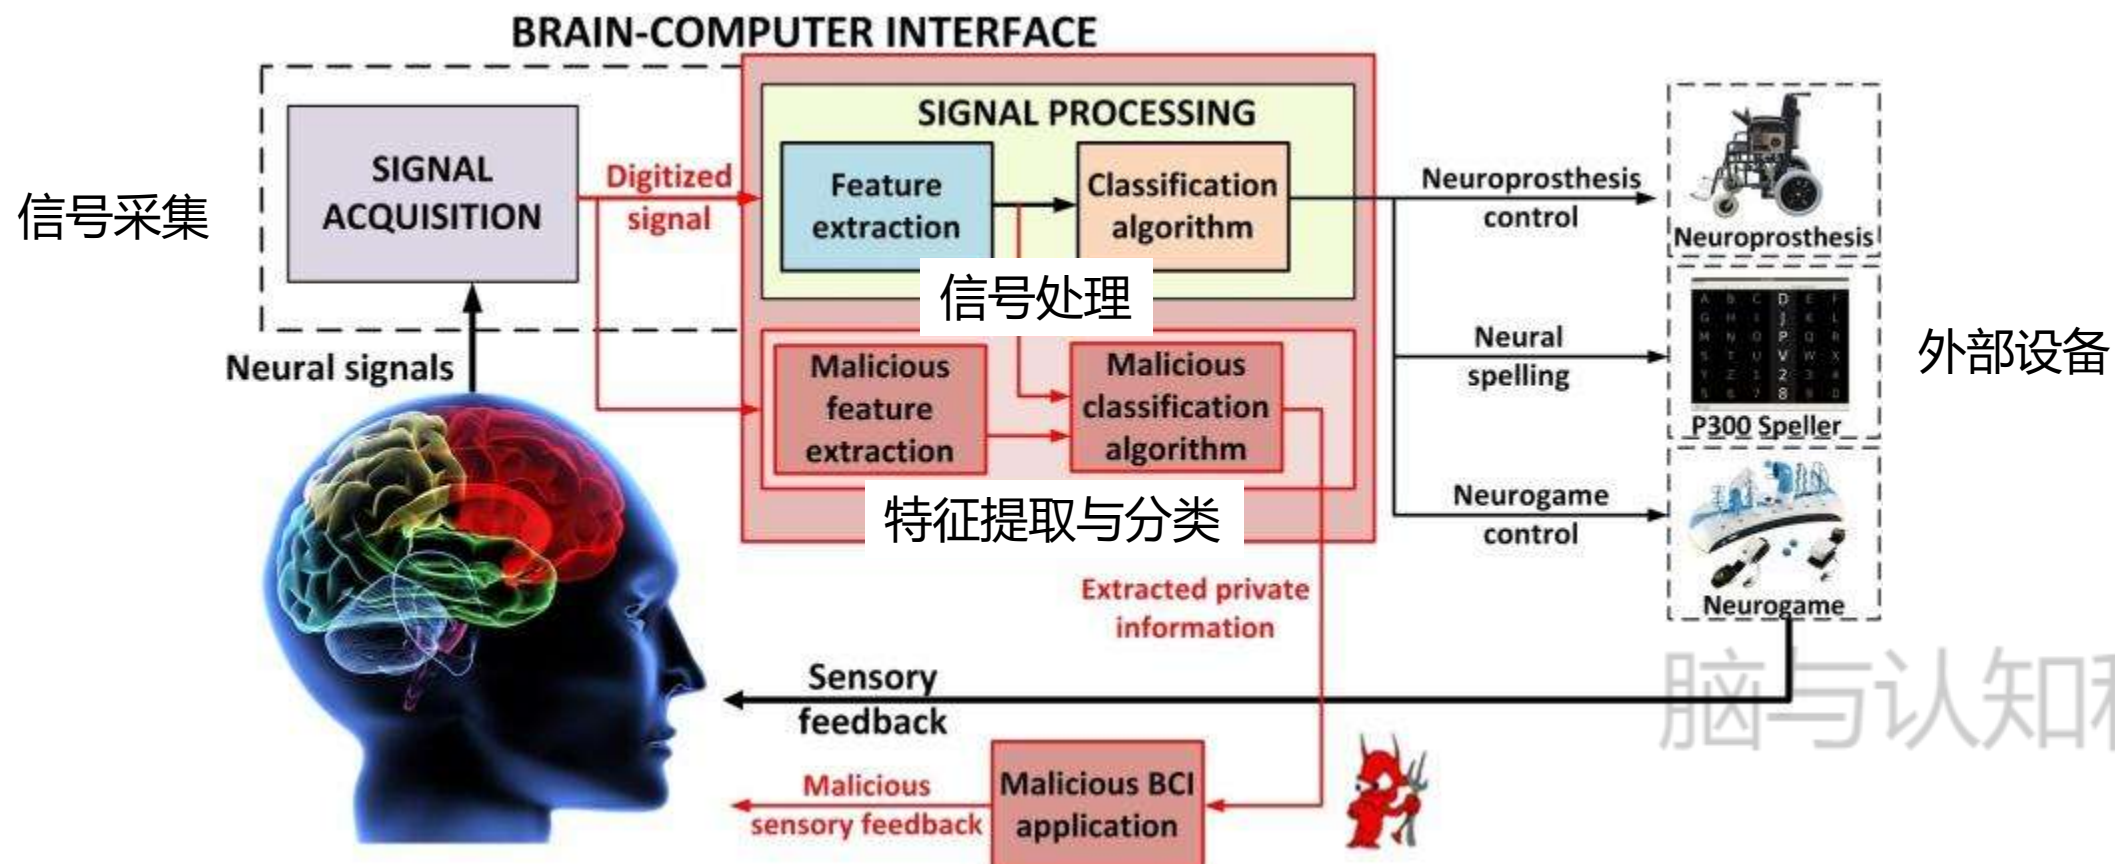 BRAIN-COMPUTER INTERFACE
信号采集
SIGNAL
ACQUISITION
Digitized
signal
SIGNAL PROCESSING
Feature
extraction
Classification
algorithm
信号处理
Neuroprosthesis
control
Neuroprosthesis
Neural signals
Malicious
feature
extraction
Malicious
classification
algorithm
特征提取与分类
Neural
spelling
P300 Speller
外部设备
Neurogame
control
Neurogame
Extracted private
information
Sensory
feedback
Malicious
sensory feedback
Malicious BCI
application
脑与认知科